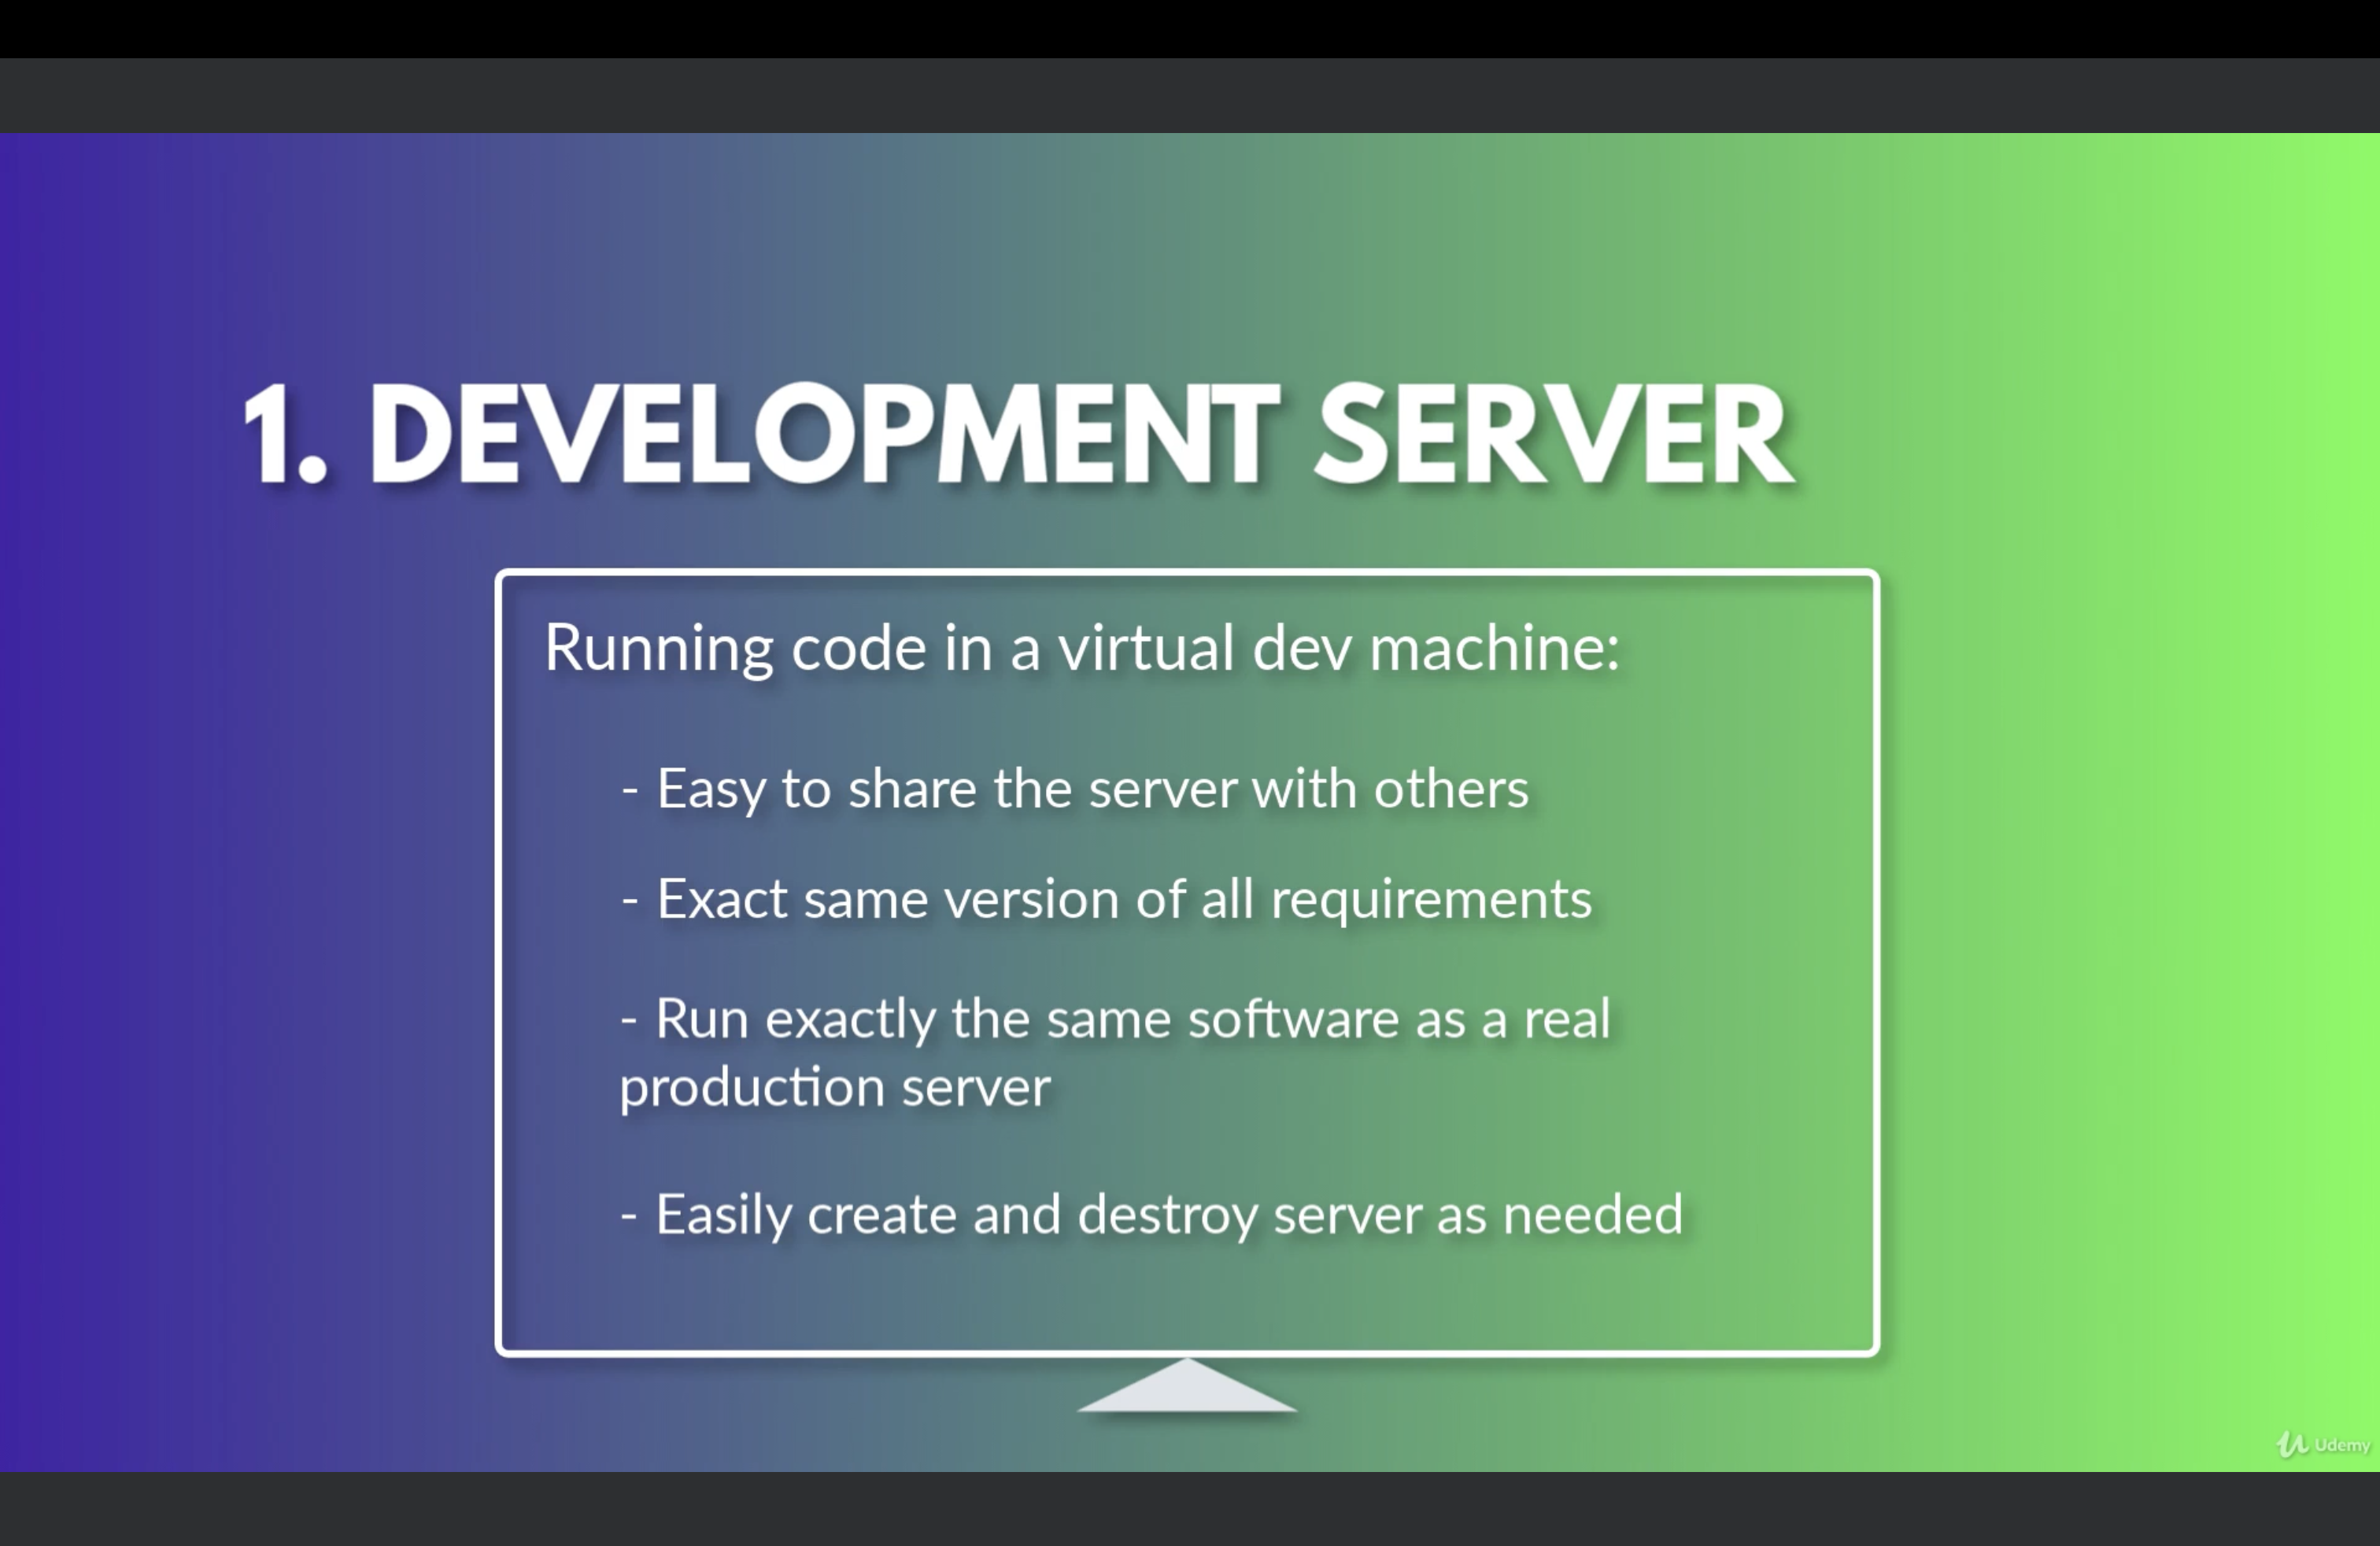 1. DEVELOPMENT SERVER
Running code in a virtual dev machine:
- Easy to share the server with others
- Exact same version of all requirements
- Run exactly the same software as a real
production server
- Easily create and destroy server as needed
Udemy